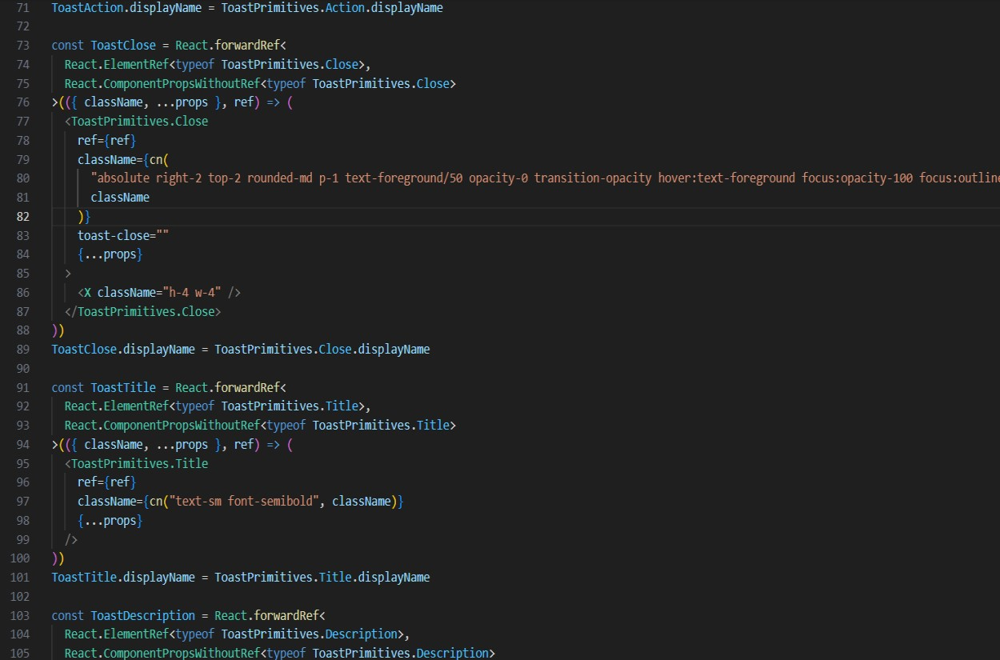 71 ToastAction.displayName = ToastPrimitives.Action.displayName
72
73 const ToastClose = React.forwardRef<
74   React.ElementRef<typeof ToastPrimitives.Close>,
75   React.ComponentPropsWithoutRef<typeof ToastPrimitives.Close>
76 >(({ className, ...props }, ref) => (
77   <ToastPrimitives.Close
78     ref={ref}
79     className={cn(
80       "absolute right-2 top-2 rounded-md p-1 text-foreground/50 opacity-0 transition-opacity hover:text-foreground focus:opacity-100 focus:outline
81       className
82     )}
83     toast-close=""
84     {...props}
85   >
86     <X className="h-4 w-4" />
87   </ToastPrimitives.Close>
88 ))
89 ToastClose.displayName = ToastPrimitives.Close.displayName
90
91 const ToastTitle = React.forwardRef<
92   React.ElementRef<typeof ToastPrimitives.Title>,
93   React.ComponentPropsWithoutRef<typeof ToastPrimitives.Title>
94 >(({ className, ...props }, ref) => (
95   <ToastPrimitives.Title
96     ref={ref}
97     className={cn("text-sm font-semibold", className)}
98     {...props}
99   />
100 ))
101 ToastTitle.displayName = ToastPrimitives.Title.displayName
102
103 const ToastDescription = React.forwardRef<
104   React.ElementRef<typeof ToastPrimitives.Description>,
105   React.ComponentPropsWithoutRef<typeof ToastPrimitives.Description>